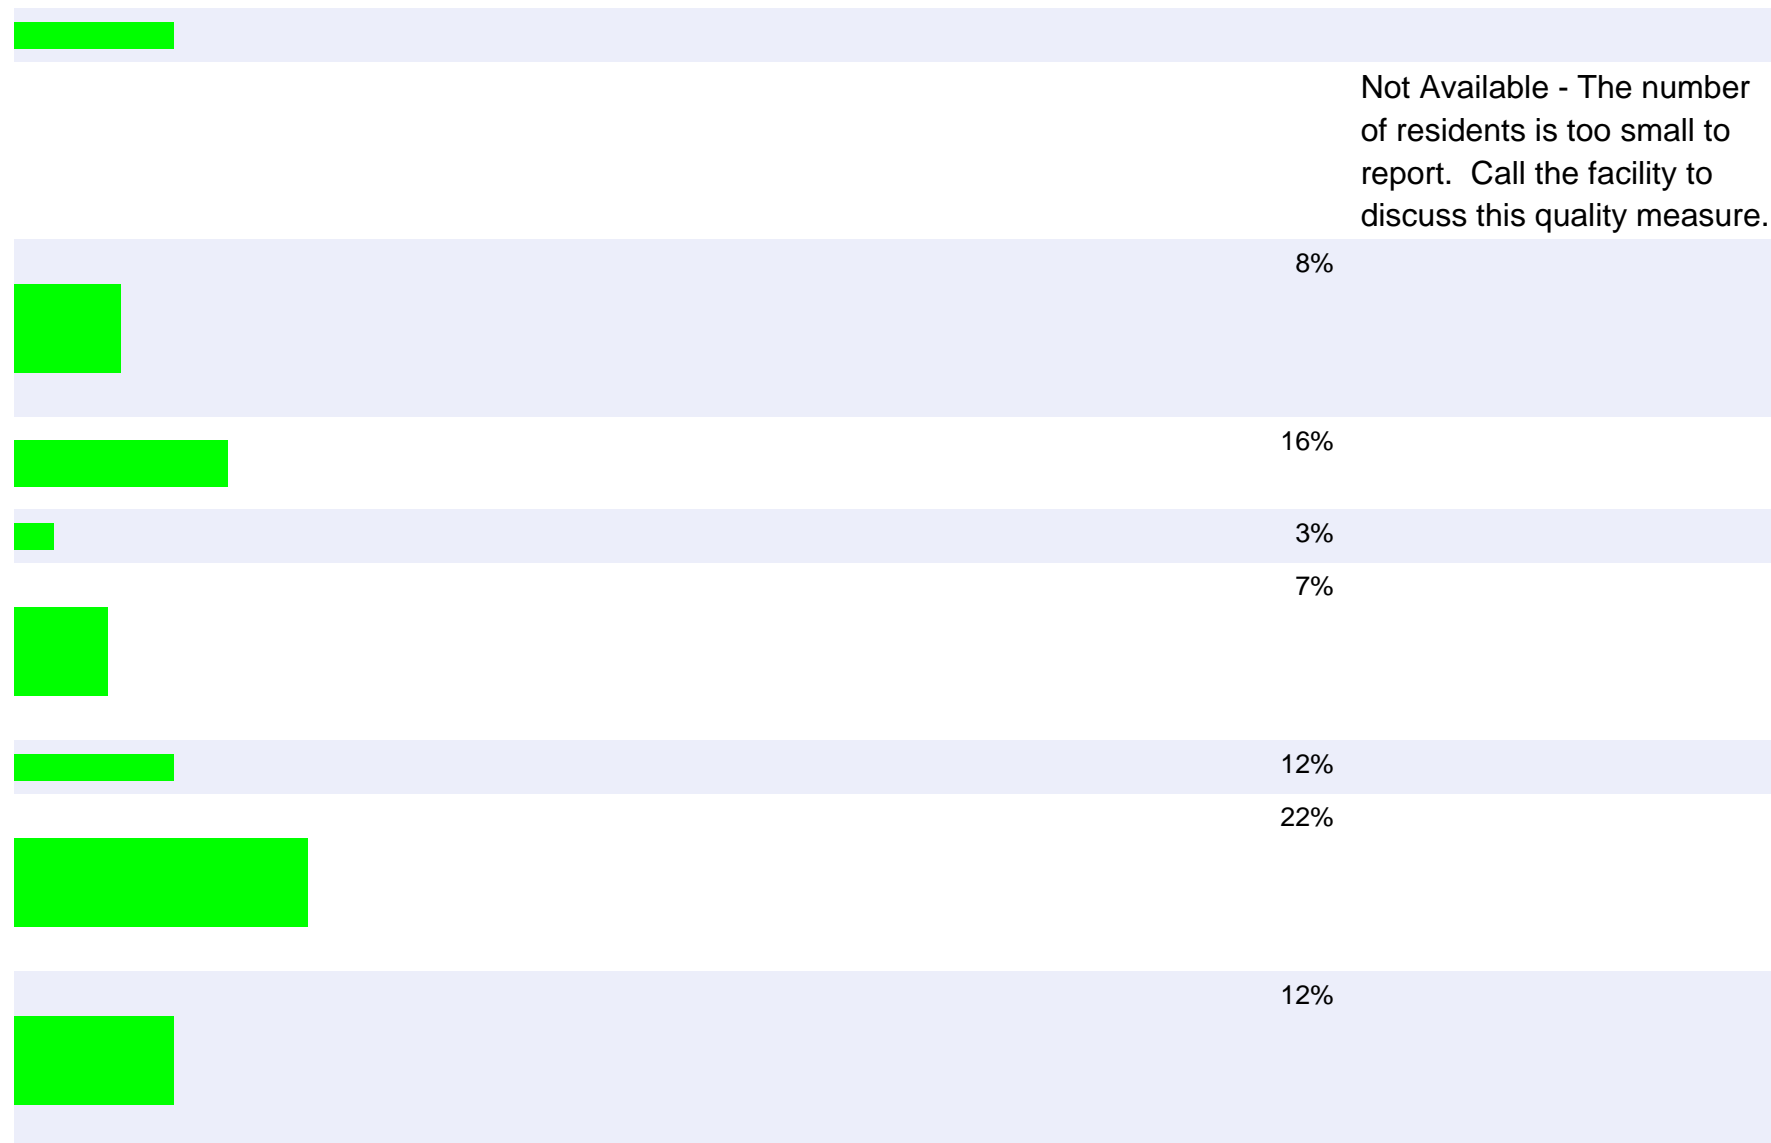 Not Available - The number
of residents is too small to
report.  Call the facility to
discuss this quality measure.
8%
16%
3%
7%
12%
22%
12%